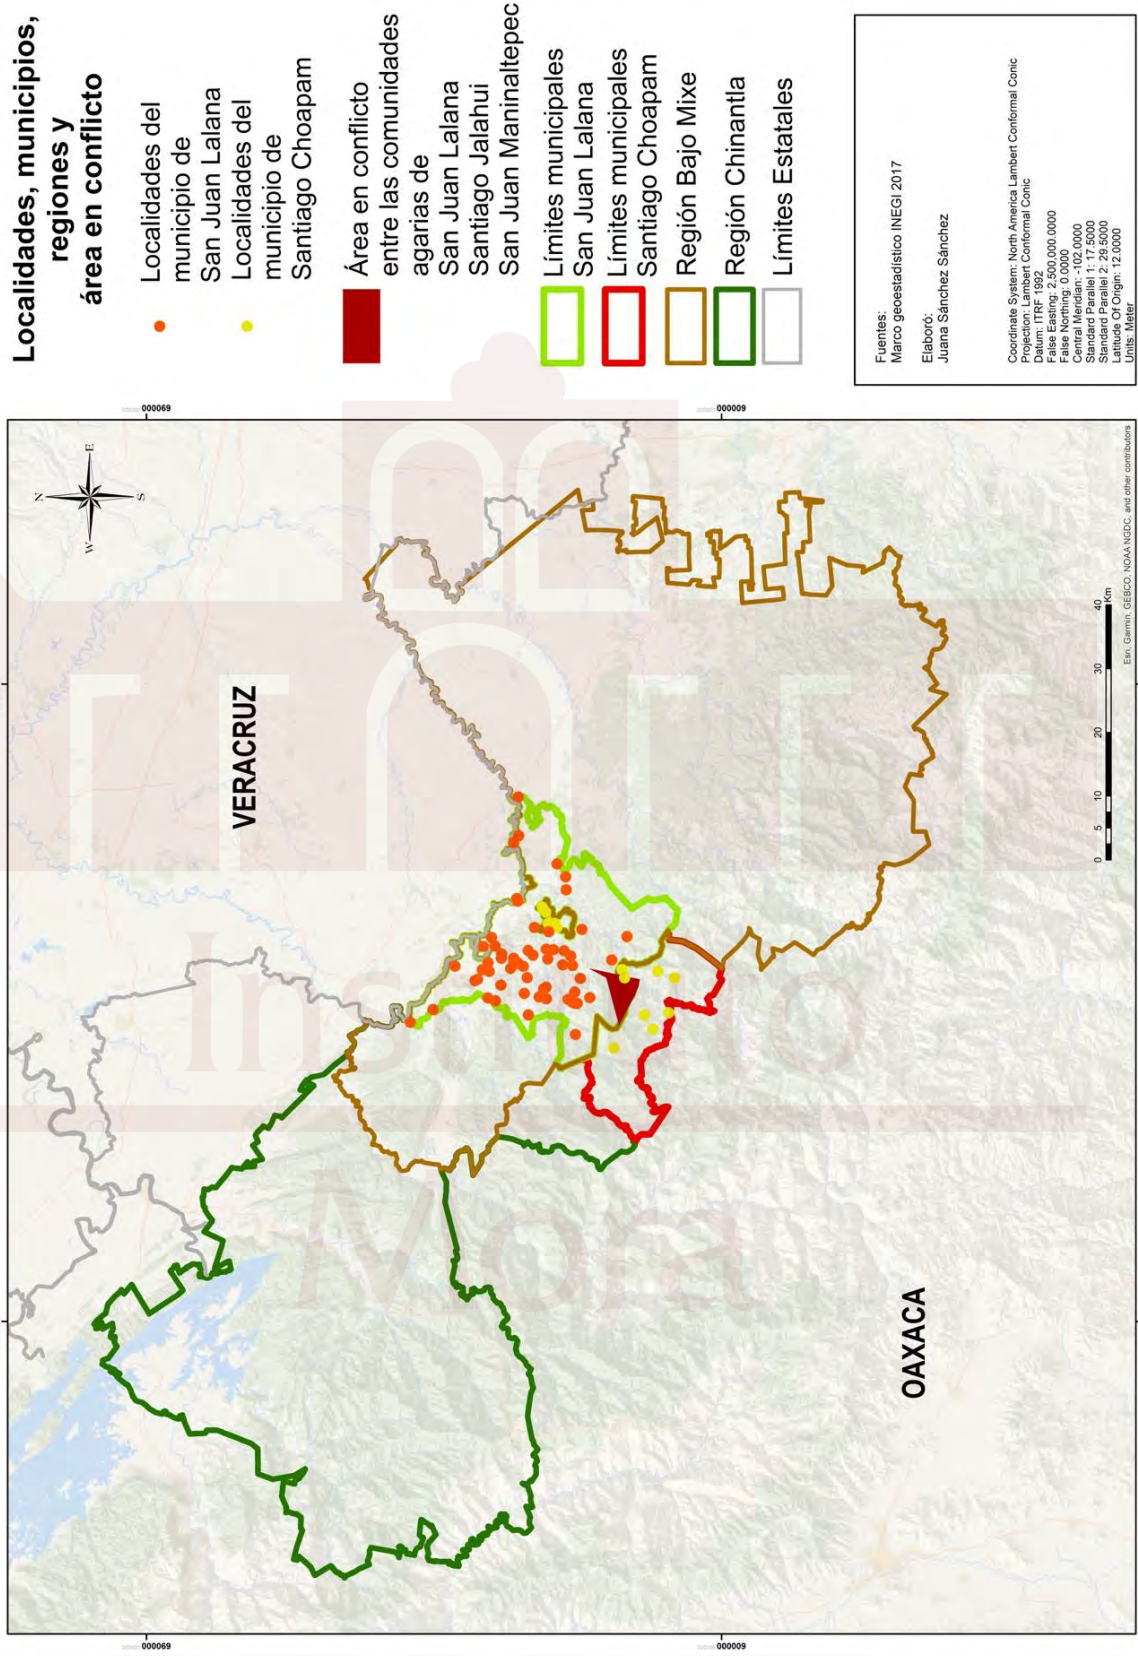 Localidades, municipios,
regiones y
área en conflicto
Localidades del
municipio de
San Juan Lalana
Localidades del
municipio de
Santiago Choapam
Área en conflicto
entre las comunidades
agarias de
San Juan Lalana
Santiago Jalahui
San Juan Maninaltepec
Límites municipales
San Juan Lalana
Límites municipales
Santiago Choapam
Región Bajo Mixe
Región Chinantla
Límites Estatales
Fuentes:
Marco geoestadístico INEGI 2017
Elaboró:
Juana Sánchez Sánchez
Coordinate System: North America Lambert Conformal Conic
Projection: Lambert Conformal Conic
Datum: ITRF 1992
False Easting: 2,500,000.0000
False Northing: 0.0000
Central Meridian: -102.0000
Standard Parallel 1: 17.5000
Standard Parallel 2: 29.5000
Latitude Of Origin: 12.0000
Units: Meter
N
W
E
S
VERACRUZ
OAXACA
000069
000009
000069
000009
0 5 10 20 30 40
Km
Esri, Garmin, GEBCO, NOAA NGDC, and other contributors
Instituto
Mora